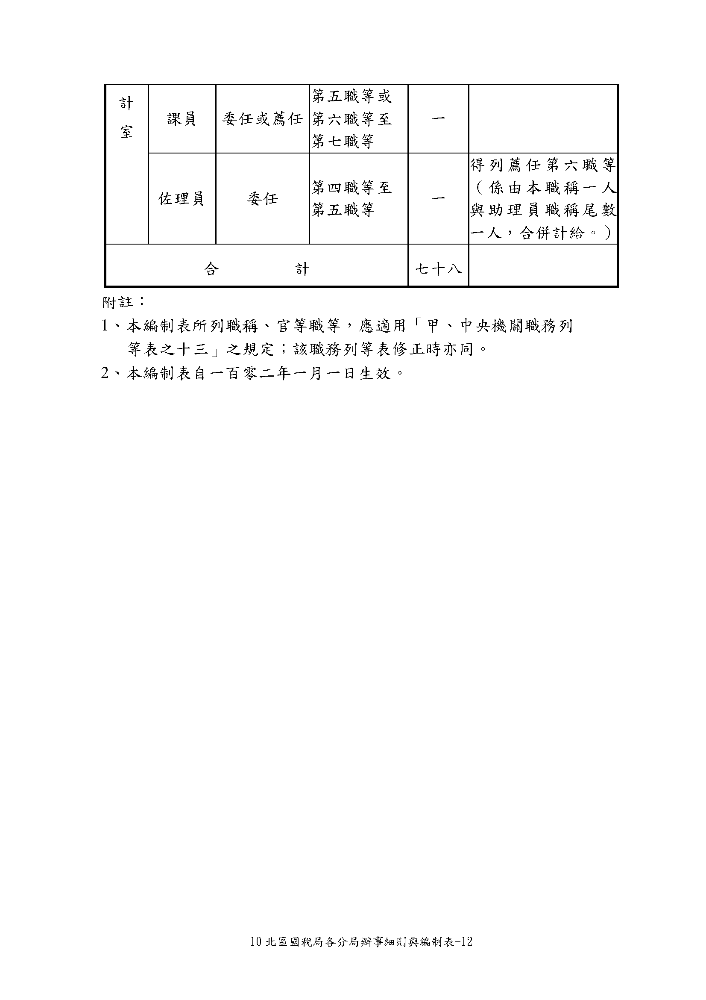 計
室
課員
委任或薦任
第五職等或
第六職等至
第七職等
一
佐理員
委任
第四職等至
第五職等
一
得列薦任第六職等
（係由本職稱一人
與助理員職稱尾數
一人，合併計給。）
合計
七十八
附註：
1、本編制表所列職稱、官等職等，應適用「甲、中央機關職務列
等表之十三」之規定；該職務列等表修正時亦同。
2、本編制表自一百零二年一月一日生效。
10 北區國稅局各分局辦事細則與編制表-12